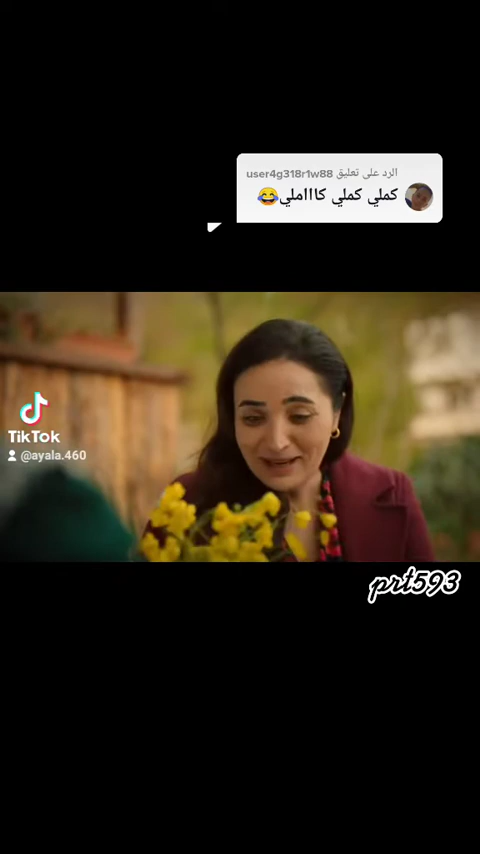 الرد على تعليق user4g318r1w88
كملي كملي كاااملي😂
TikTok
@ayala.460
prt593